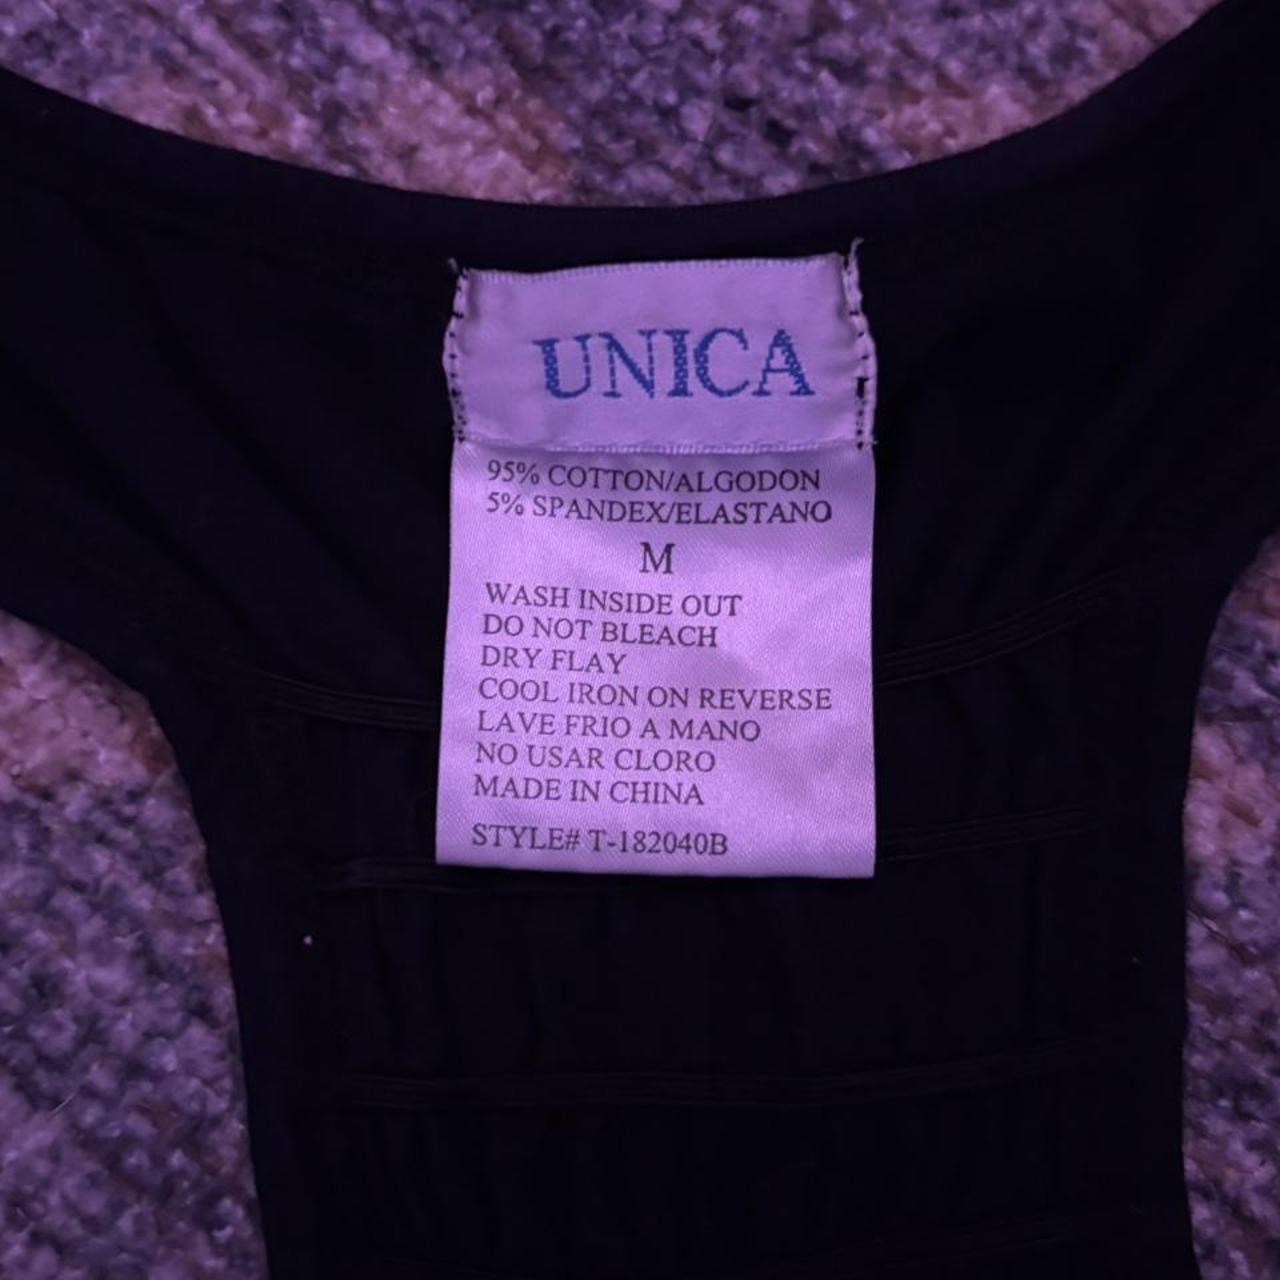 UNICA
95% COTTON/ALGODON
5% SPANDEX/ELASTANO
M
WASH INSIDE OUT
DO NOT BLEACH
DRY FLAY
COOL IRON ON REVERSE
LAVE FRIO A MANO
NO USAR CLORO
MADE IN CHINA
STYLE# T-182040B